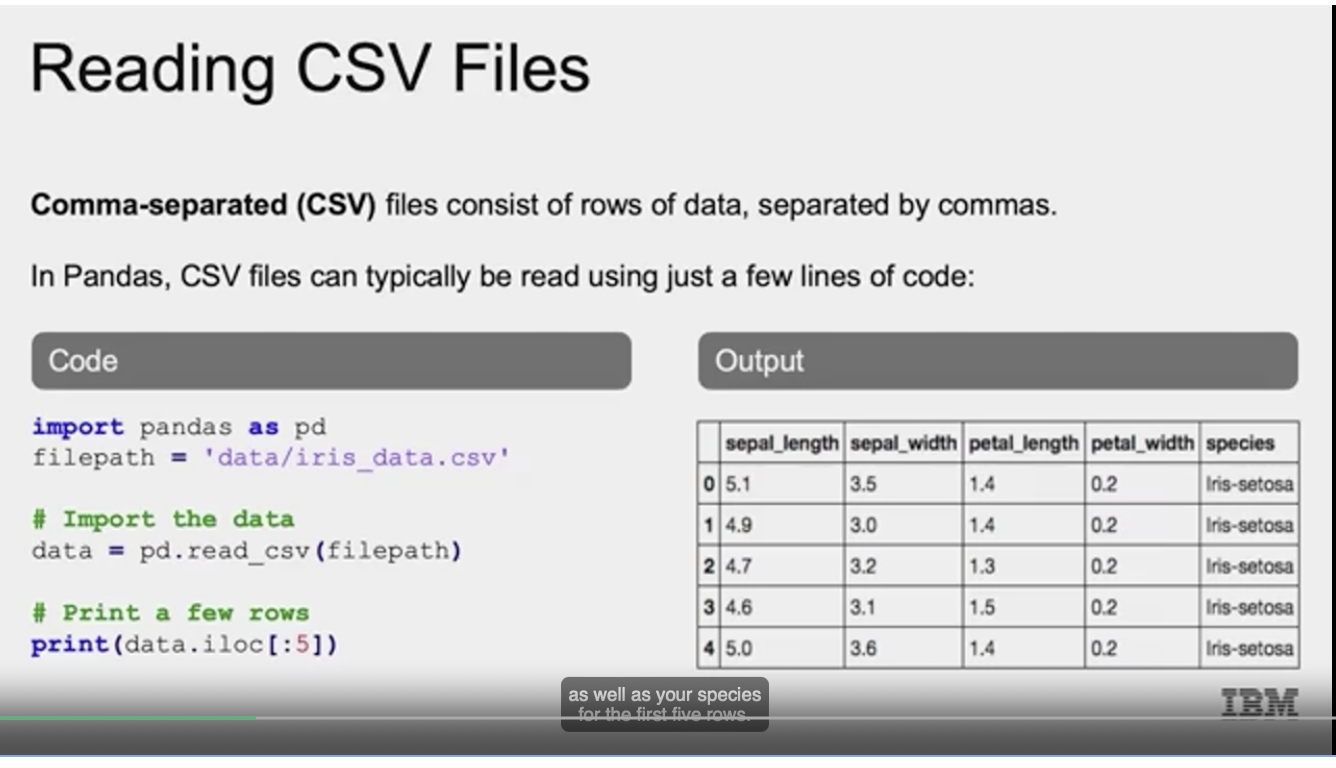 Reading CSV Files
Comma-separated (CSV) files consist of rows of data, separated by commas.
In Pandas, CSV files can typically be read using just a few lines of code:
Code
import pandas as pd
filepath = 'data/iris_data.csv'
# Import the data
data = pd.read_csv(filepath)
# Print a few rows
print(data.iloc[:5])
Output
sepal_length sepal_width petal_length petal_width species
0 5.1 3.5 1.4 0.2 Iris-setosa
1 4.9 3.0 1.4 0.2 Iris-setosa
2 4.7 3.2 1.3 0.2 Iris-setosa
3 4.6 3.1 1.5 0.2 Iris-setosa
4 5.0 3.6 1.4 0.2 Iris-setosa
as well as your species
for the first five rows.
IBM